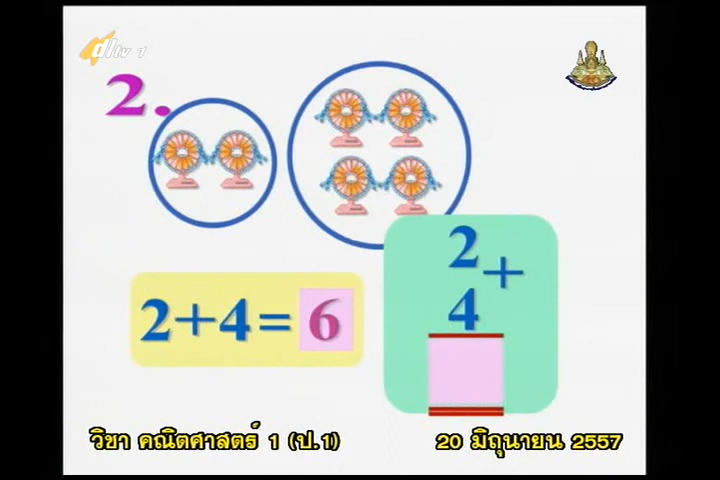 dltv 1
2.
2+4=6
2
+
4
วิชา คณิตศาสตร์ 1 (ป.1)
20 มิถุนายน 2557